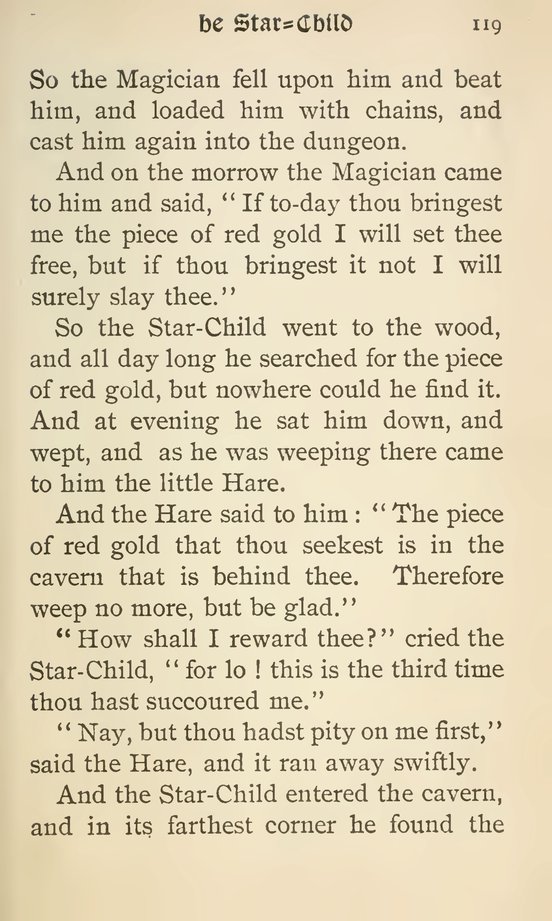 be Star=Child 119
So the Magician fell upon him and beat
him, and loaded him with chains, and
cast him again into the dungeon.
And on the morrow the Magician came
to him and said, “ If to-day thou bringest
me the piece of red gold I will set thee
free, but if thou bringest it not I will
surely slay thee.”
So the Star-Child went to the wood,
and all day long he searched for the piece
of red gold, but nowhere could he find it.
And at evening he sat him down, and
wept, and as he was weeping there came
to him the little Hare.
And the Hare said to him : “ The piece
of red gold that thou seekest is in the
cavern that is behind thee. Therefore
weep no more, but be glad.”
“ How shall I reward thee?” cried the
Star-Child, “ for lo ! this is the third time
thou hast succoured me.”
“ Nay, but thou hadst pity on me first,”
said the Hare, and it ran away swiftly.
And the Star-Child entered the cavern,
and in its farthest corner he found the